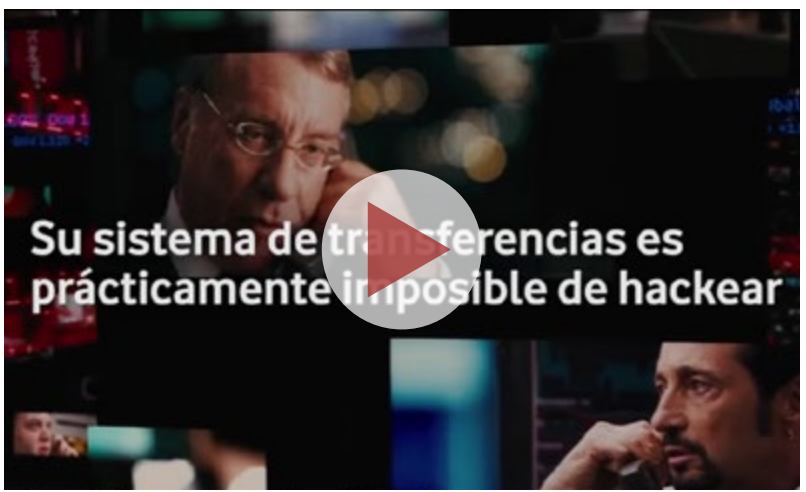 Su sistema de transferencias es
prácticamente imposible de hackear